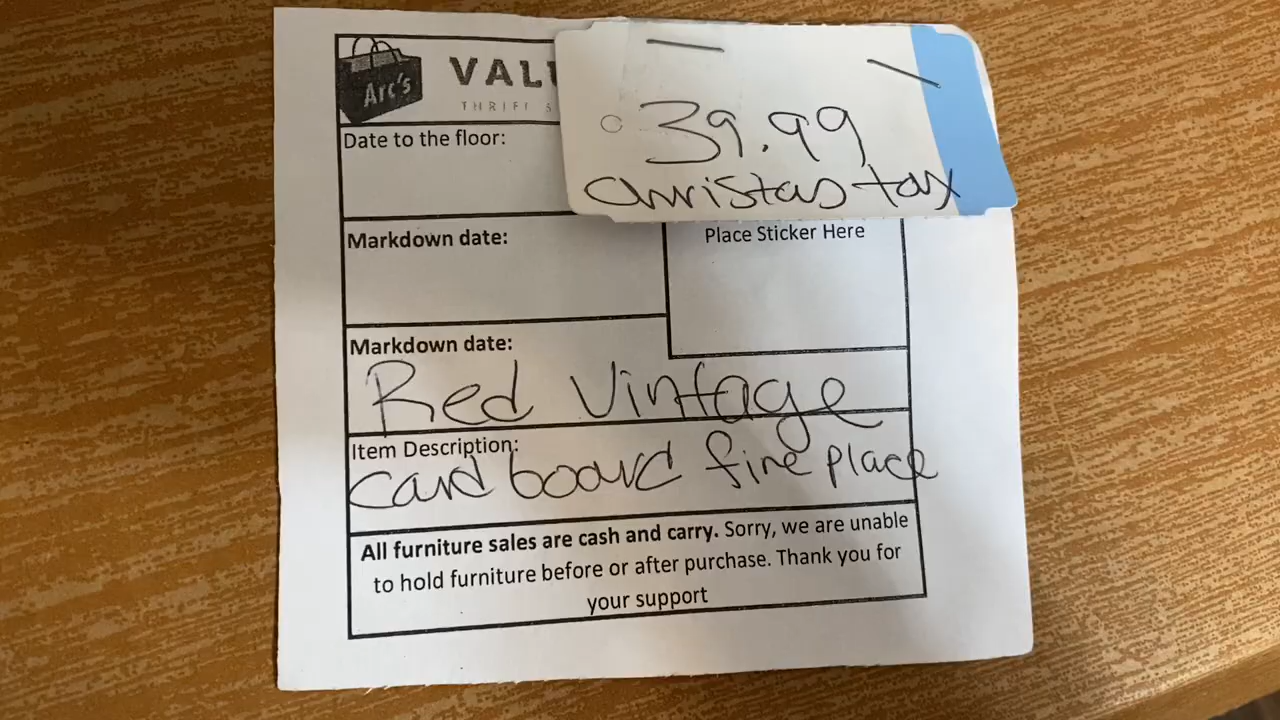 Arc's
VALU
THRIFT S
39.99
Christas tax
Date to the floor:
Markdown date:
Place Sticker Here
Markdown date:
Red Vintage
Item Description:
card board fire place
All furniture sales are cash and carry. Sorry, we are unable
to hold furniture before or after purchase. Thank you for
your support